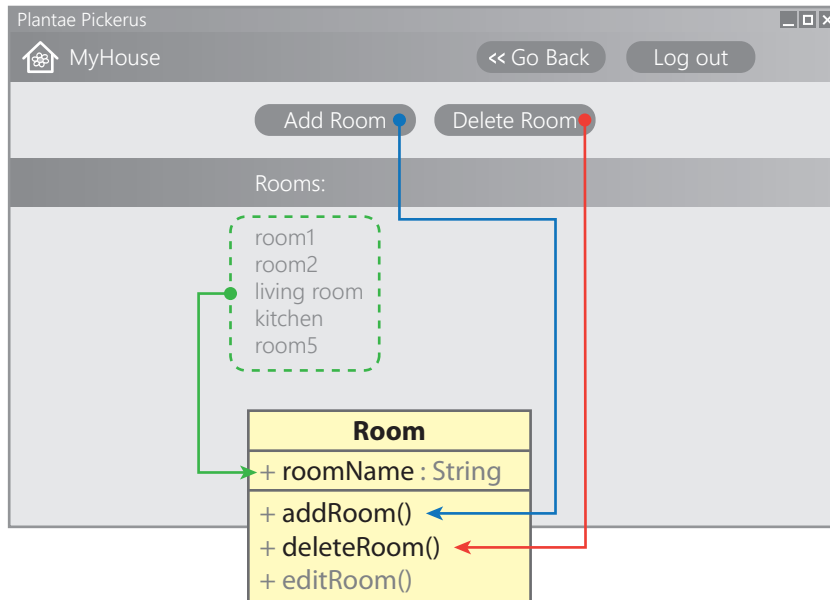 Plantae Pickerus
MyHouse
<< Go Back
Log out
Add Room
Delete Room
Rooms:
room1
room2
living room
kitchen
room5
Room
+ roomName : String
+ addRoom()
+ deleteRoom()
+ editRoom()